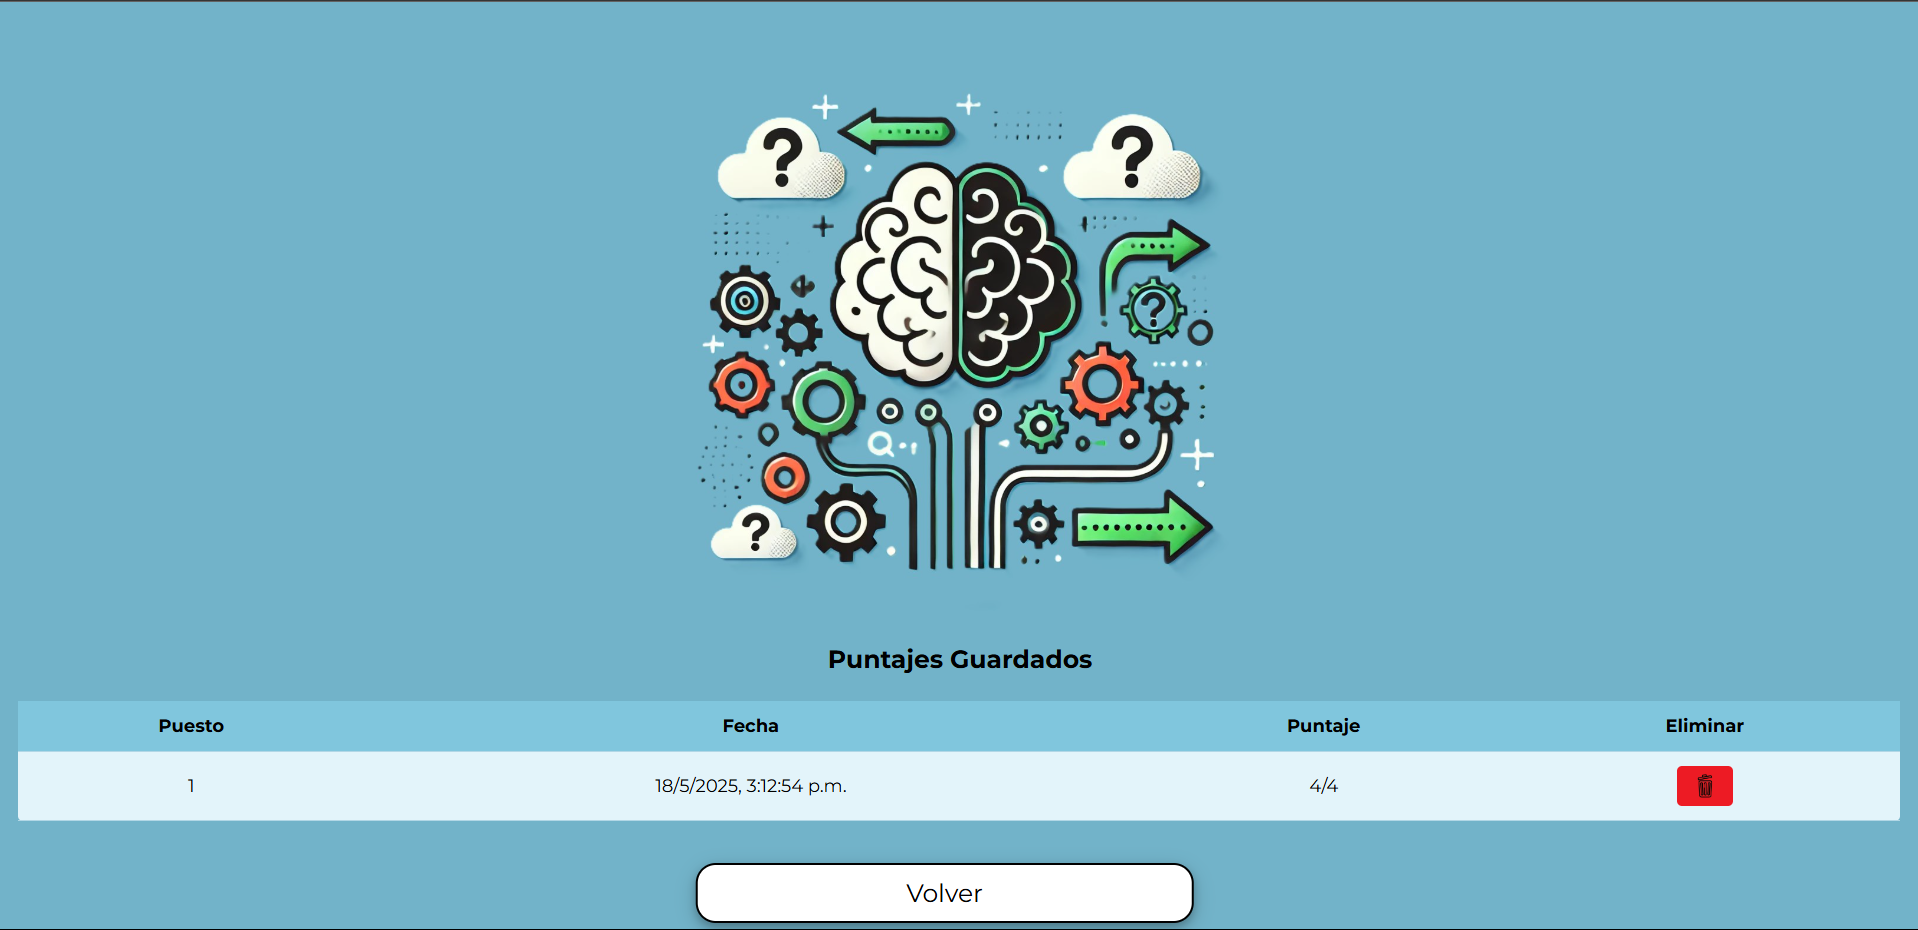 ?
?
?
?
Puntajes Guardados
Puesto Fecha Puntaje Eliminar
1 18/5/2025, 3:12:54 p.m. 4/4
Volver